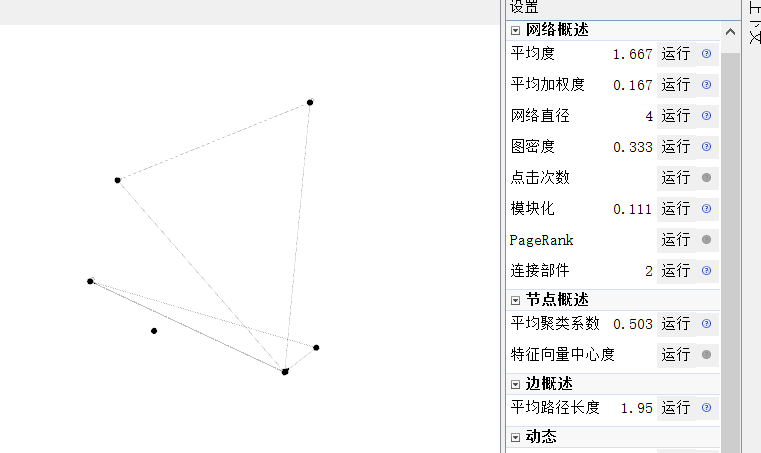 设置
网络概述
平均度 1.667 运行
平均加权度 0.167 运行
网络直径 4 运行
图密度 0.333 运行
点击次数 运行
模块化 0.111 运行
PageRank 运行
连接部件 2 运行
节点概述
平均聚类系数 0.503 运行
特征向量中心度 运行
边概述
平均路径长度 1.95 运行
动态
上下文